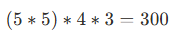 (5 * 5) * 4 * 3 = 300